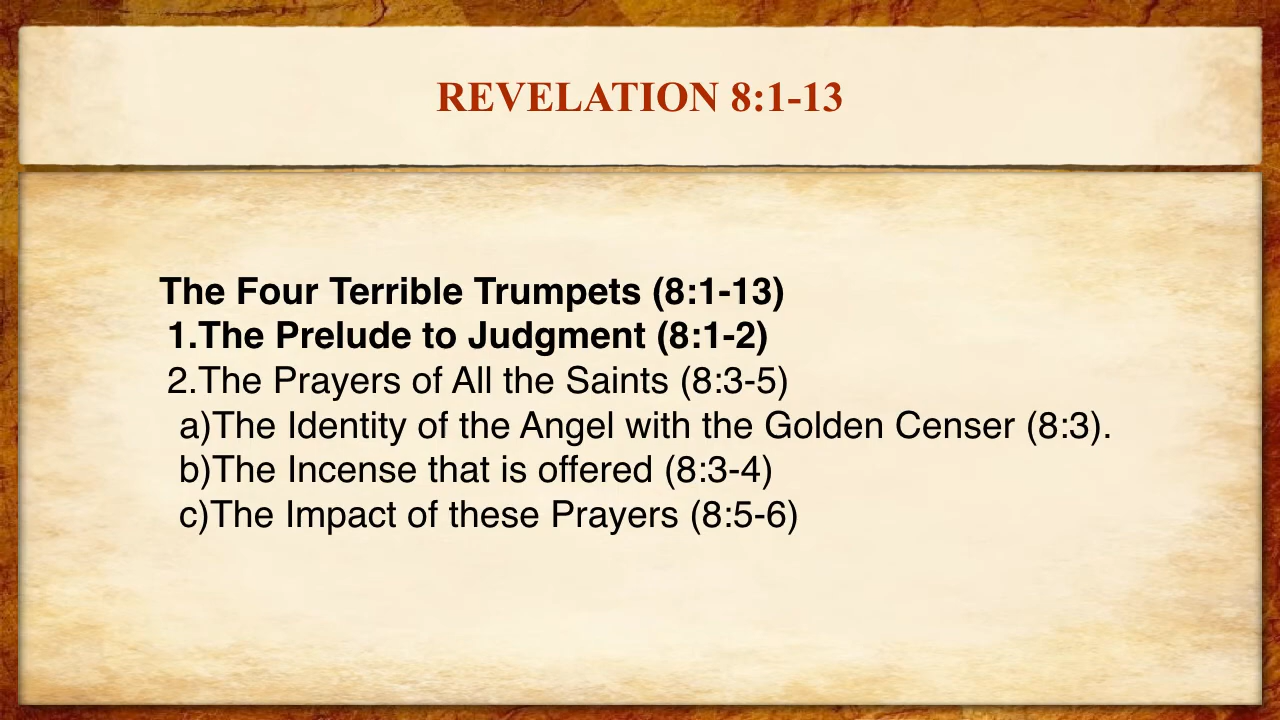 REVELATION 8:1-13
The Four Terrible Trumpets (8:1-13)
1.The Prelude to Judgment (8:1-2)
2.The Prayers of All the Saints (8:3-5)
a)The Identity of the Angel with the Golden Censer (8:3).
b)The Incense that is offered (8:3-4)
c)The Impact of these Prayers (8:5-6)